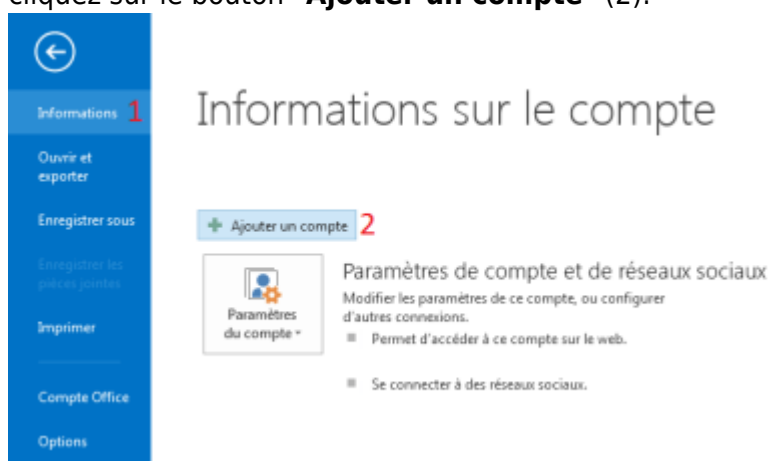 cliquez sur le bouton "Ajouter un compte" (2).
Informations 1
Ouvrir et
exporter
Enregistrer sous
Enregistrer les
pièces jointes
Imprimer
Compte Office
Options
Informations sur le compte
+ Ajouter un compte 2
Paramètres
du compte
Paramètres de compte et de réseaux sociaux
Modifier les paramètres de ce compte, ou configurer
d'autres connexions.
Permet d'accéder à ce compte sur le web.
Se connecter à des réseaux sociaux.